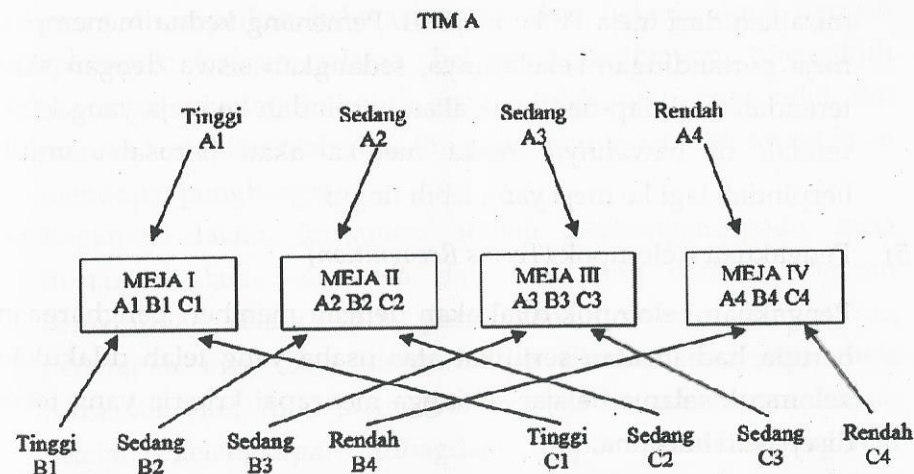 TIM A
Tinggi Sedang Sedang Rendah
A1 A2 A3 A4
MEJA I MEJA II MEJA III MEJA IV
A1 B1 C1 A2 B2 C2 A3 B3 C3 A4 B4 C4
Tinggi Sedang Sedang Rendah Tinggi Sedang Sedang Rendah
B1 B2 B3 B4 C1 C2 C3 C4